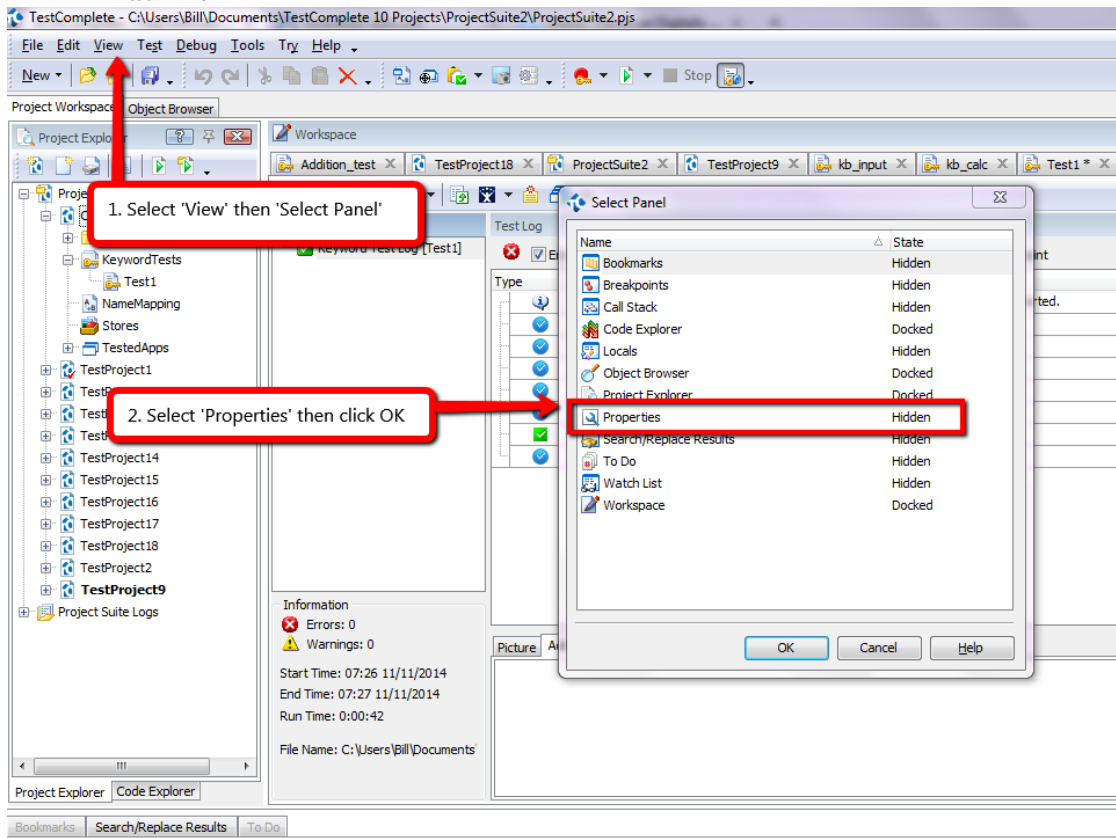 TestComplete - C:\Users\Bill\Documents\TestComplete 10 Projects\ProjectSuite2\ProjectSuite2.pjs
File Edit View Test Debug Tools Try Help
New Stop
Project Workspace Object Browser
Project Explorer
Workspace
Addition_test TestProject18 ProjectSuite2 TestProject9 kb_input kb_calc Test1 *
1. Select 'View' then 'Select Panel'
KeywordTests
Test1
NameMapping
Stores
TestedApps
TestProject1
2. Select 'Properties' then click OK
TestProject14
TestProject15
TestProject16
TestProject17
TestProject18
TestProject2
TestProject9
Project Suite Logs
Project Explorer Code Explorer
Keyword Test Log [Test1]
Information
Errors: 0
Warnings: 0
Start Time: 07:26 11/11/2014
End Time: 07:27 11/11/2014
Run Time: 0:00:42
File Name: C:\Users\Bill\Documents
Test Log
Type
Picture
Select Panel
Name State
Bookmarks Hidden
Breakpoints Hidden
Call Stack Hidden
Code Explorer Docked
Locals Hidden
Object Browser Docked
Project Explorer Docked
Properties Hidden
Search/Replace Results Hidden
To Do Hidden
Watch List Hidden
Workspace Docked
OK Cancel Help
Bookmarks Search/Replace Results To Do